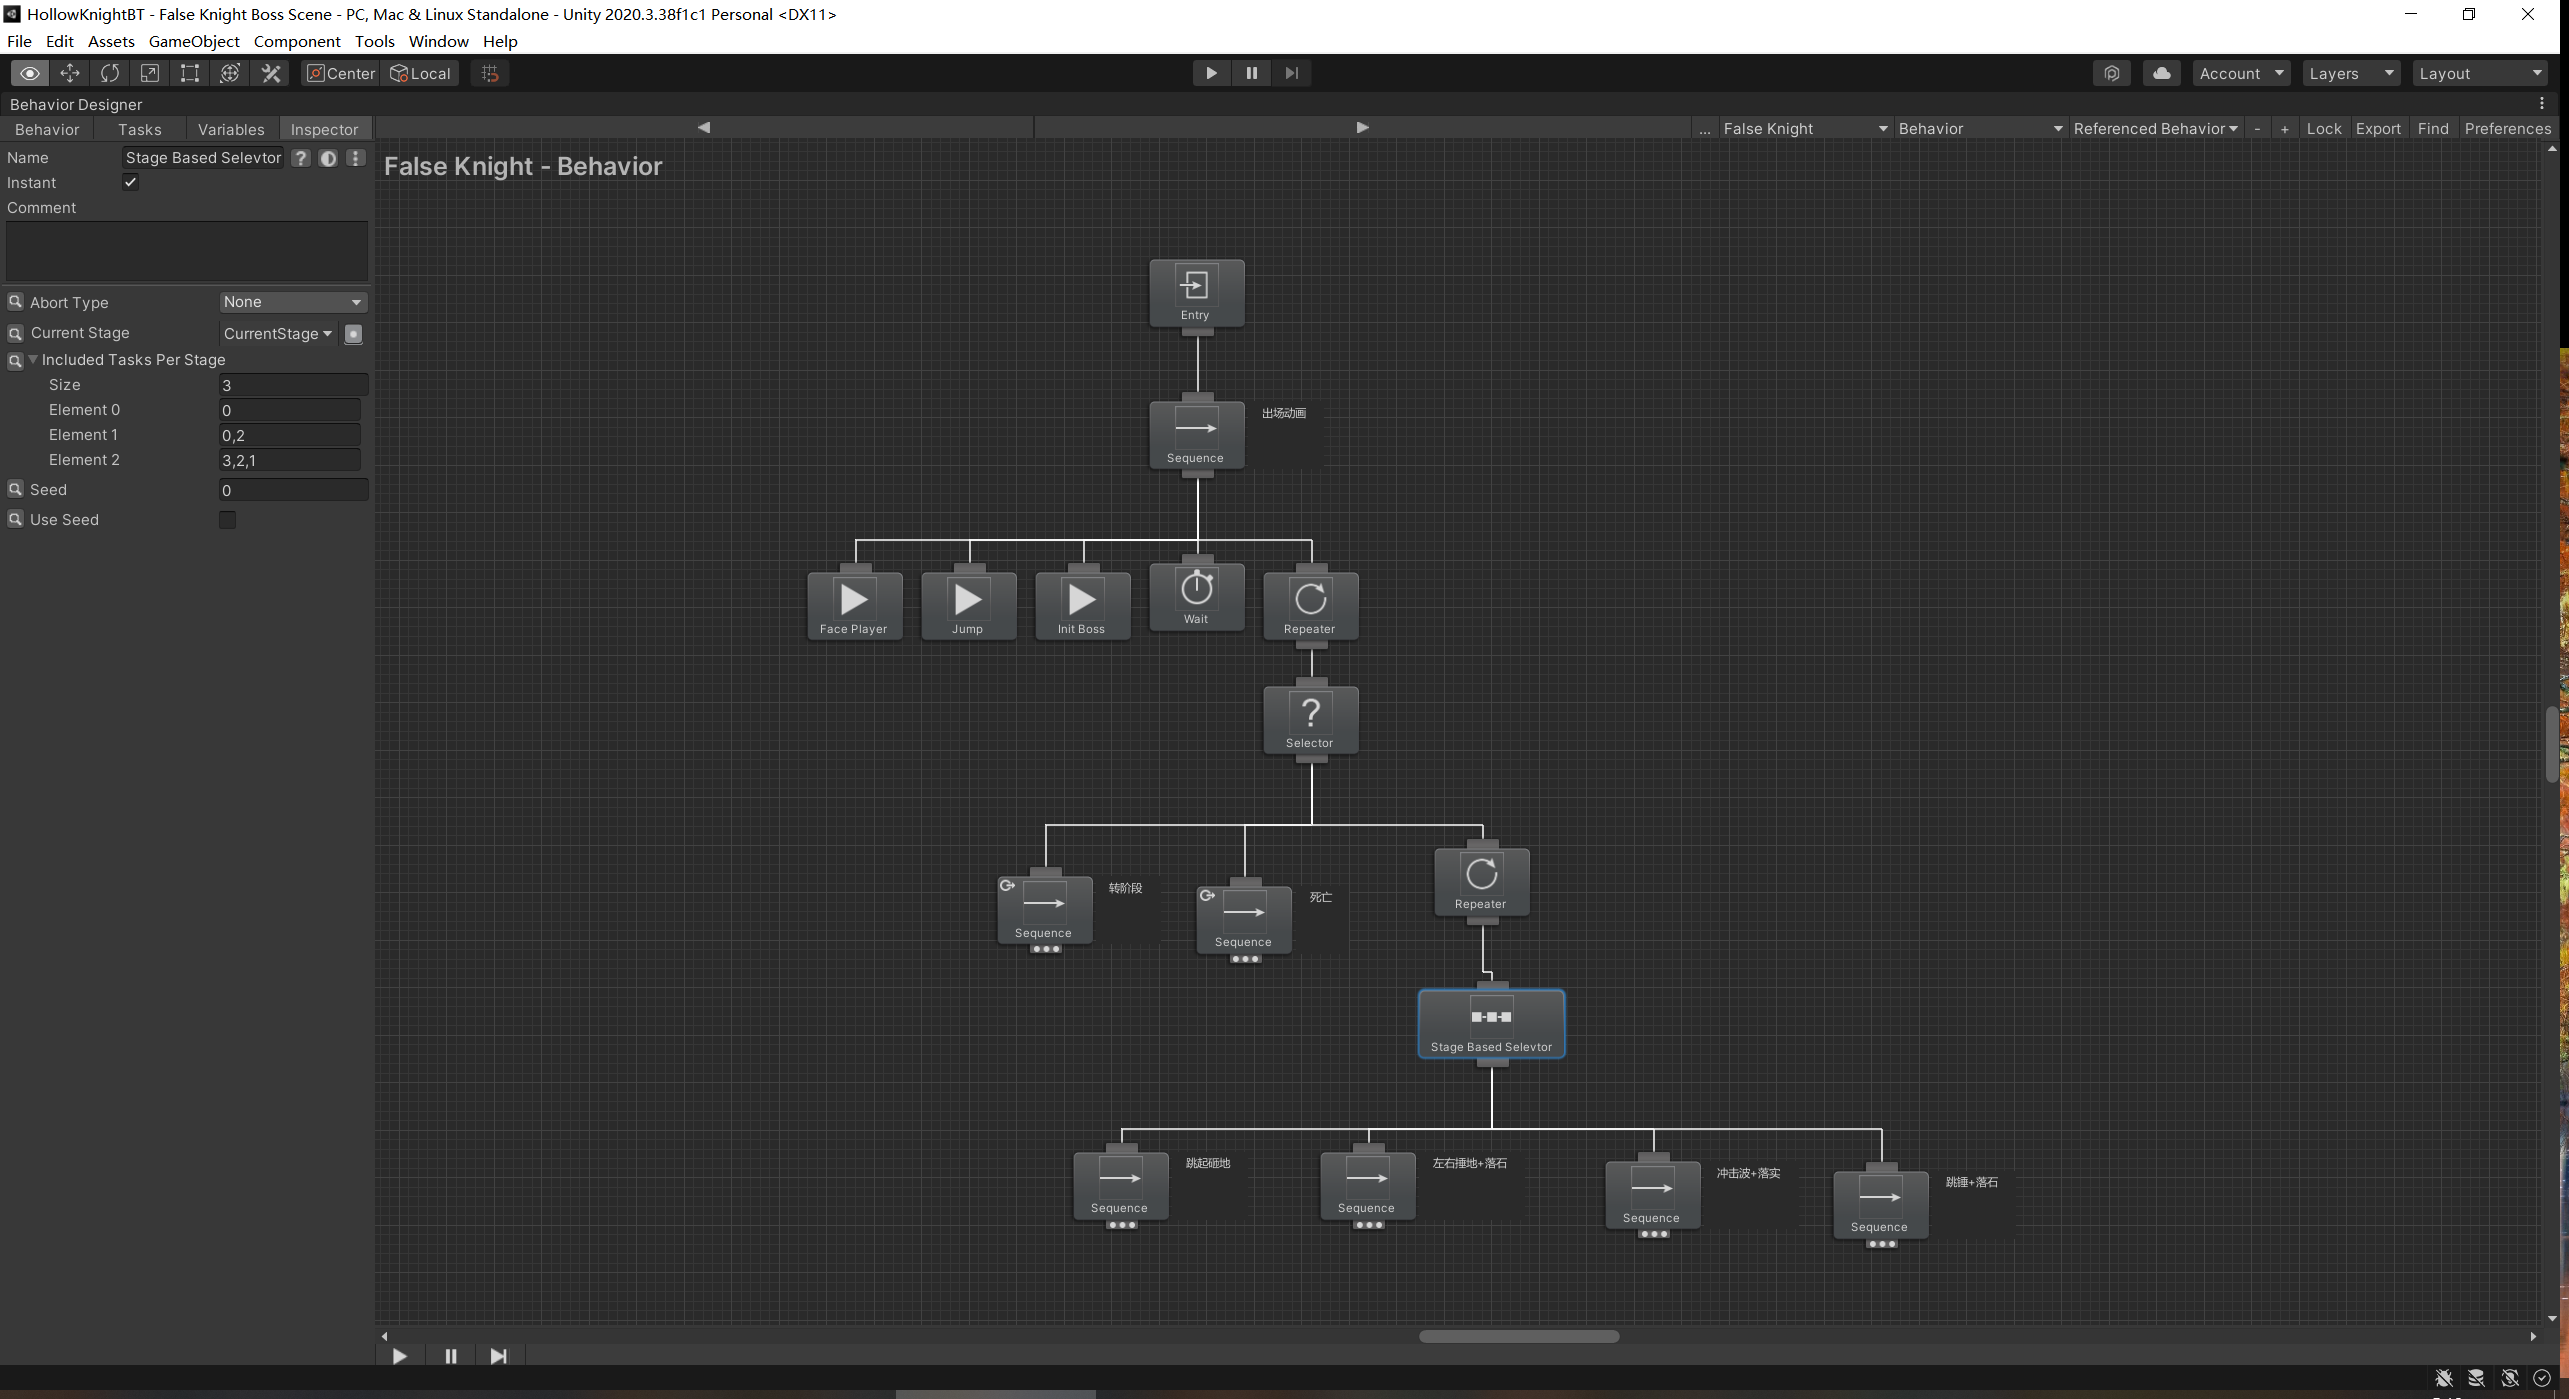 HollowKnightBT - False Knight Boss Scene - PC, Mac & Linux Standalone - Unity 2020.3.38f1c1 Personal <DX11>
File Edit Assets GameObject Component Tools Window Help
Center Local Account Layers Layout
Behavior Designer
Behavior Tasks Variables Inspector ... False Knight Behavior Referenced Behavior - + Lock Export Find Preferences
Name Stage Based Selevtor ?
Instant
Comment
Abort Type None
Current Stage CurrentStage
Included Tasks Per Stage
Size 3
Element 0 0
Element 1 0,2
Element 2 3,2,1
Seed 0
Use Seed
False Knight - Behavior
Entry
出场动画
Sequence
Face Player
Jump
Init Boss
Wait
Repeater
?
Selector
转阶段
Sequence
死亡
Sequence
Repeater
Stage Based Selevtor
跳起砸地
Sequence
左右捶地+落石
Sequence
冲击波+落实
Sequence
跳锤+落石
Sequence